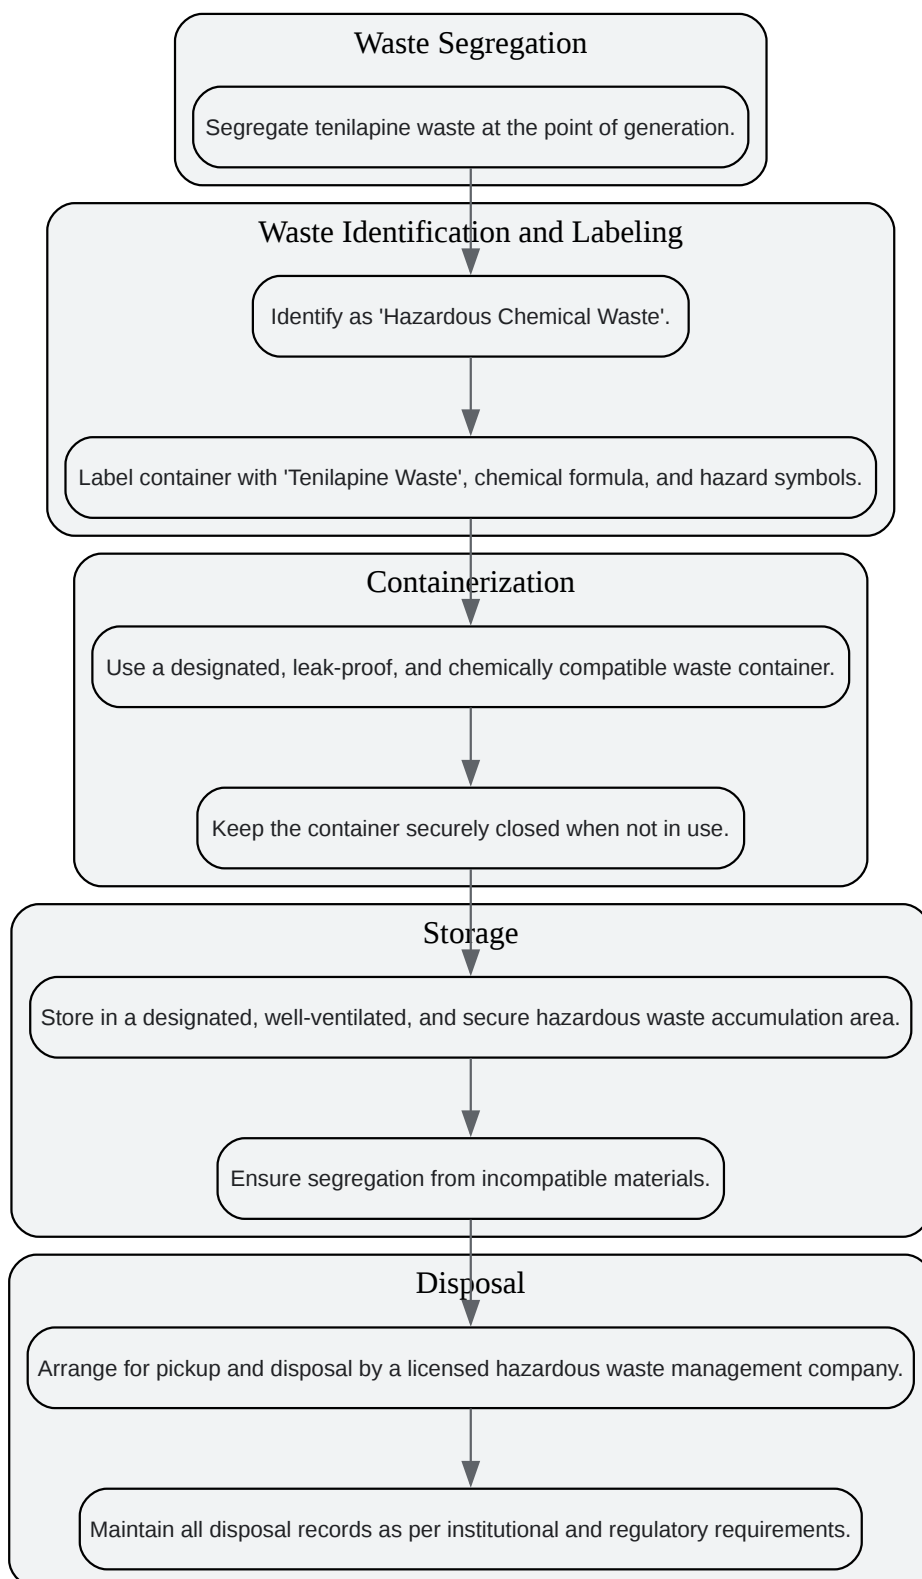 Waste Segregation
Segregate tenilapine waste at the point of generation.
Waste Identification and Labeling
Identify as 'Hazardous Chemical Waste'.
Label container with 'Tenilapine Waste', chemical formula, and hazard symbols.
Containerization
Use a designated, leak-proof, and chemically compatible waste container.
Keep the container securely closed when not in use.
Storage
Store in a designated, well-ventilated, and secure hazardous waste accumulation area.
Ensure segregation from incompatible materials.
Disposal
Arrange for pickup and disposal by a licensed hazardous waste management company.
Maintain all disposal records as per institutional and regulatory requirements.